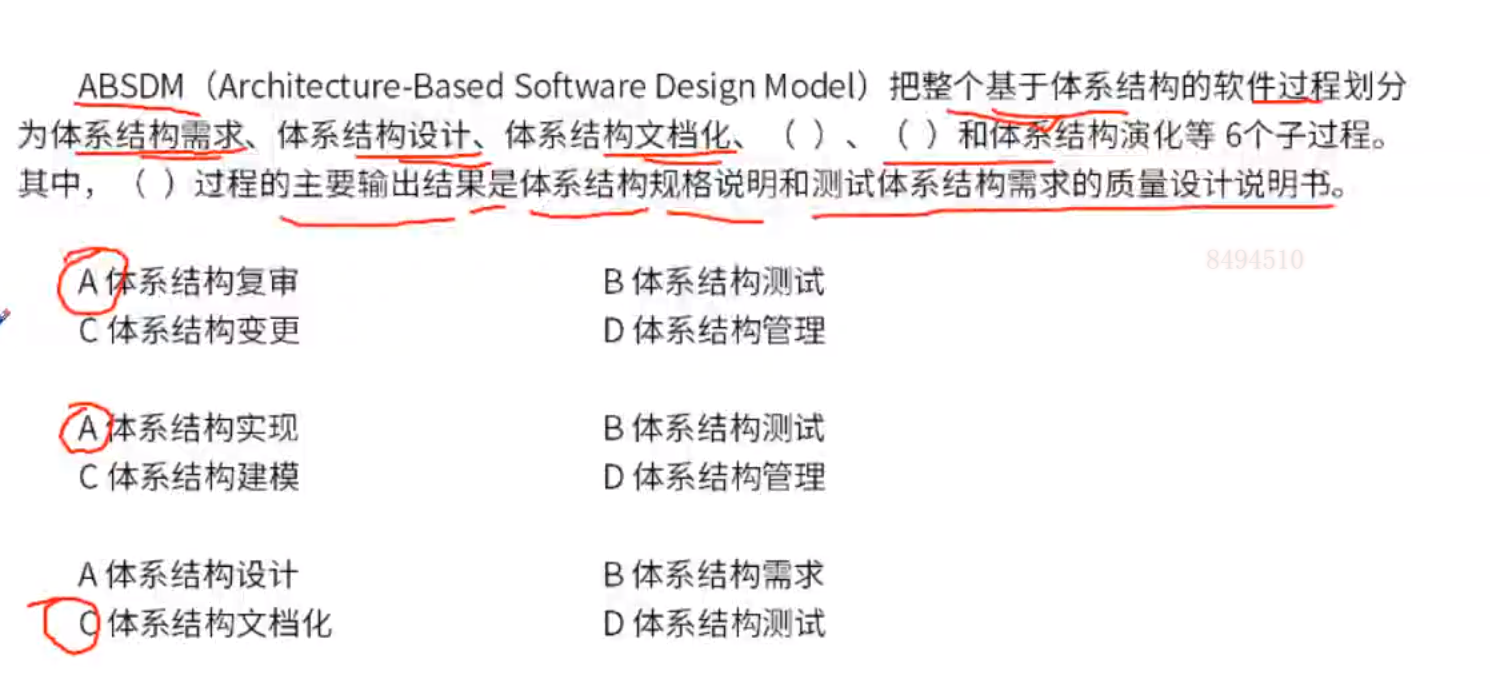 ABSDM（Architecture-Based Software Design Model）把整个基于体系结构的软件过程划分
为体系结构需求、体系结构设计、体系结构文档化、（ ）、（ ）和体系结构演化等 6个子过程。
其中，（ ）过程的主要输出结果是体系结构规格说明和测试体系结构需求的质量设计说明书。
8494510
A 体系结构复审 B 体系结构测试
C 体系结构变更 D 体系结构管理
A 体系结构实现 B 体系结构测试
C 体系结构建模 D 体系结构管理
A 体系结构设计 B 体系结构需求
C 体系结构文档化 D 体系结构测试